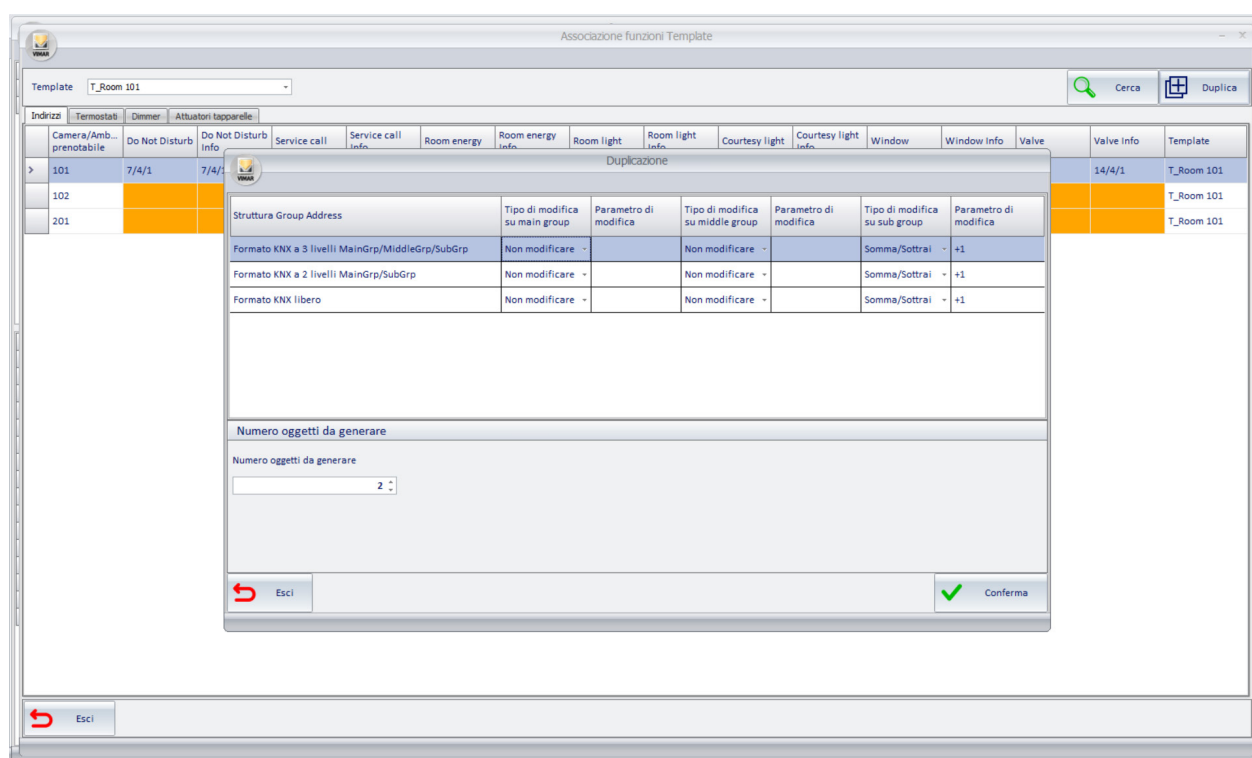 Associazione funzioni Template
VIMAR
Template T_Room 101 Cerca Duplica
Indirizzi Termostati Dimmer Attuatori tapparelle
Camera/Amb... prenotabile Do Not Disturb Do Not Disturb Info Service call Service call Info Room energy Room energy Info Room light Room light Info Courtesy light Courtesy light Info Window Window Info Valve Valve Info Template
101 7/4/1 7/4/ 14/4/1 T_Room 101
102 T_Room 101
201 T_Room 101
Duplicazione
VIMAR
Struttura Group Address Tipo di modifica su main group Parametro di modifica Tipo di modifica su middle group Parametro di modifica Tipo di modifica su sub group Parametro di modifica
Formato KNX a 3 livelli MainGrp/MiddleGrp/SubGrp Non modificare Non modificare Somma/Sottrai +1
Formato KNX a 2 livelli MainGrp/SubGrp Non modificare Non modificare Somma/Sottrai +1
Formato KNX libero Non modificare Non modificare Somma/Sottrai +1
Numero oggetti da generare
Numero oggetti da generare
2
Esci Conferma
Esci